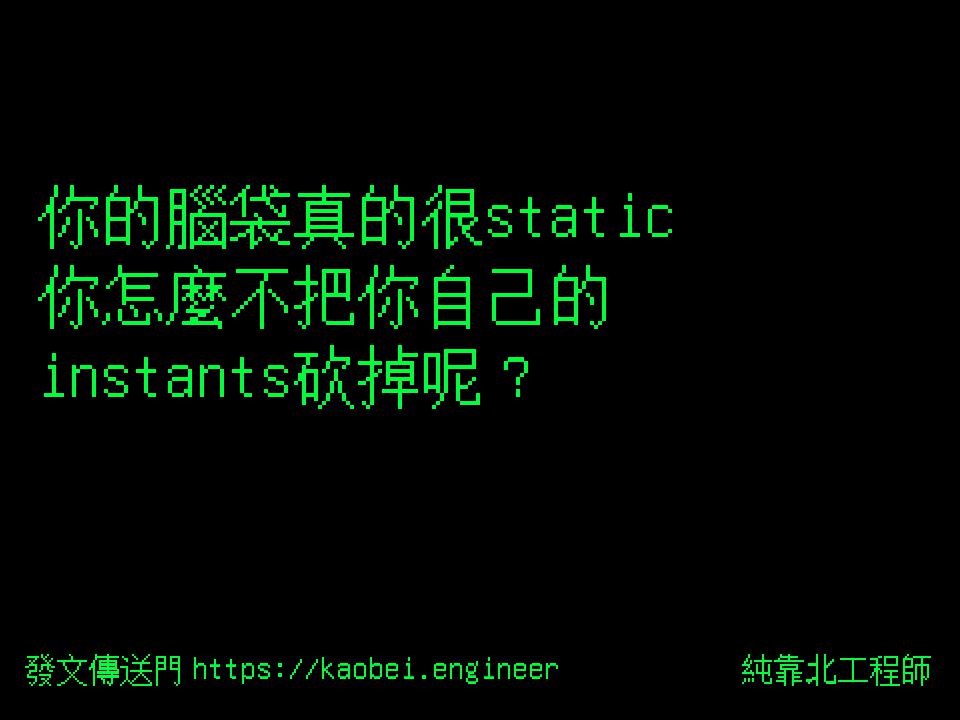 你的腦袋真的很static
你怎麼不把你自己的
instants砍掉呢？
發文傳送門 https://kaobei.engineer
純靠北工程師